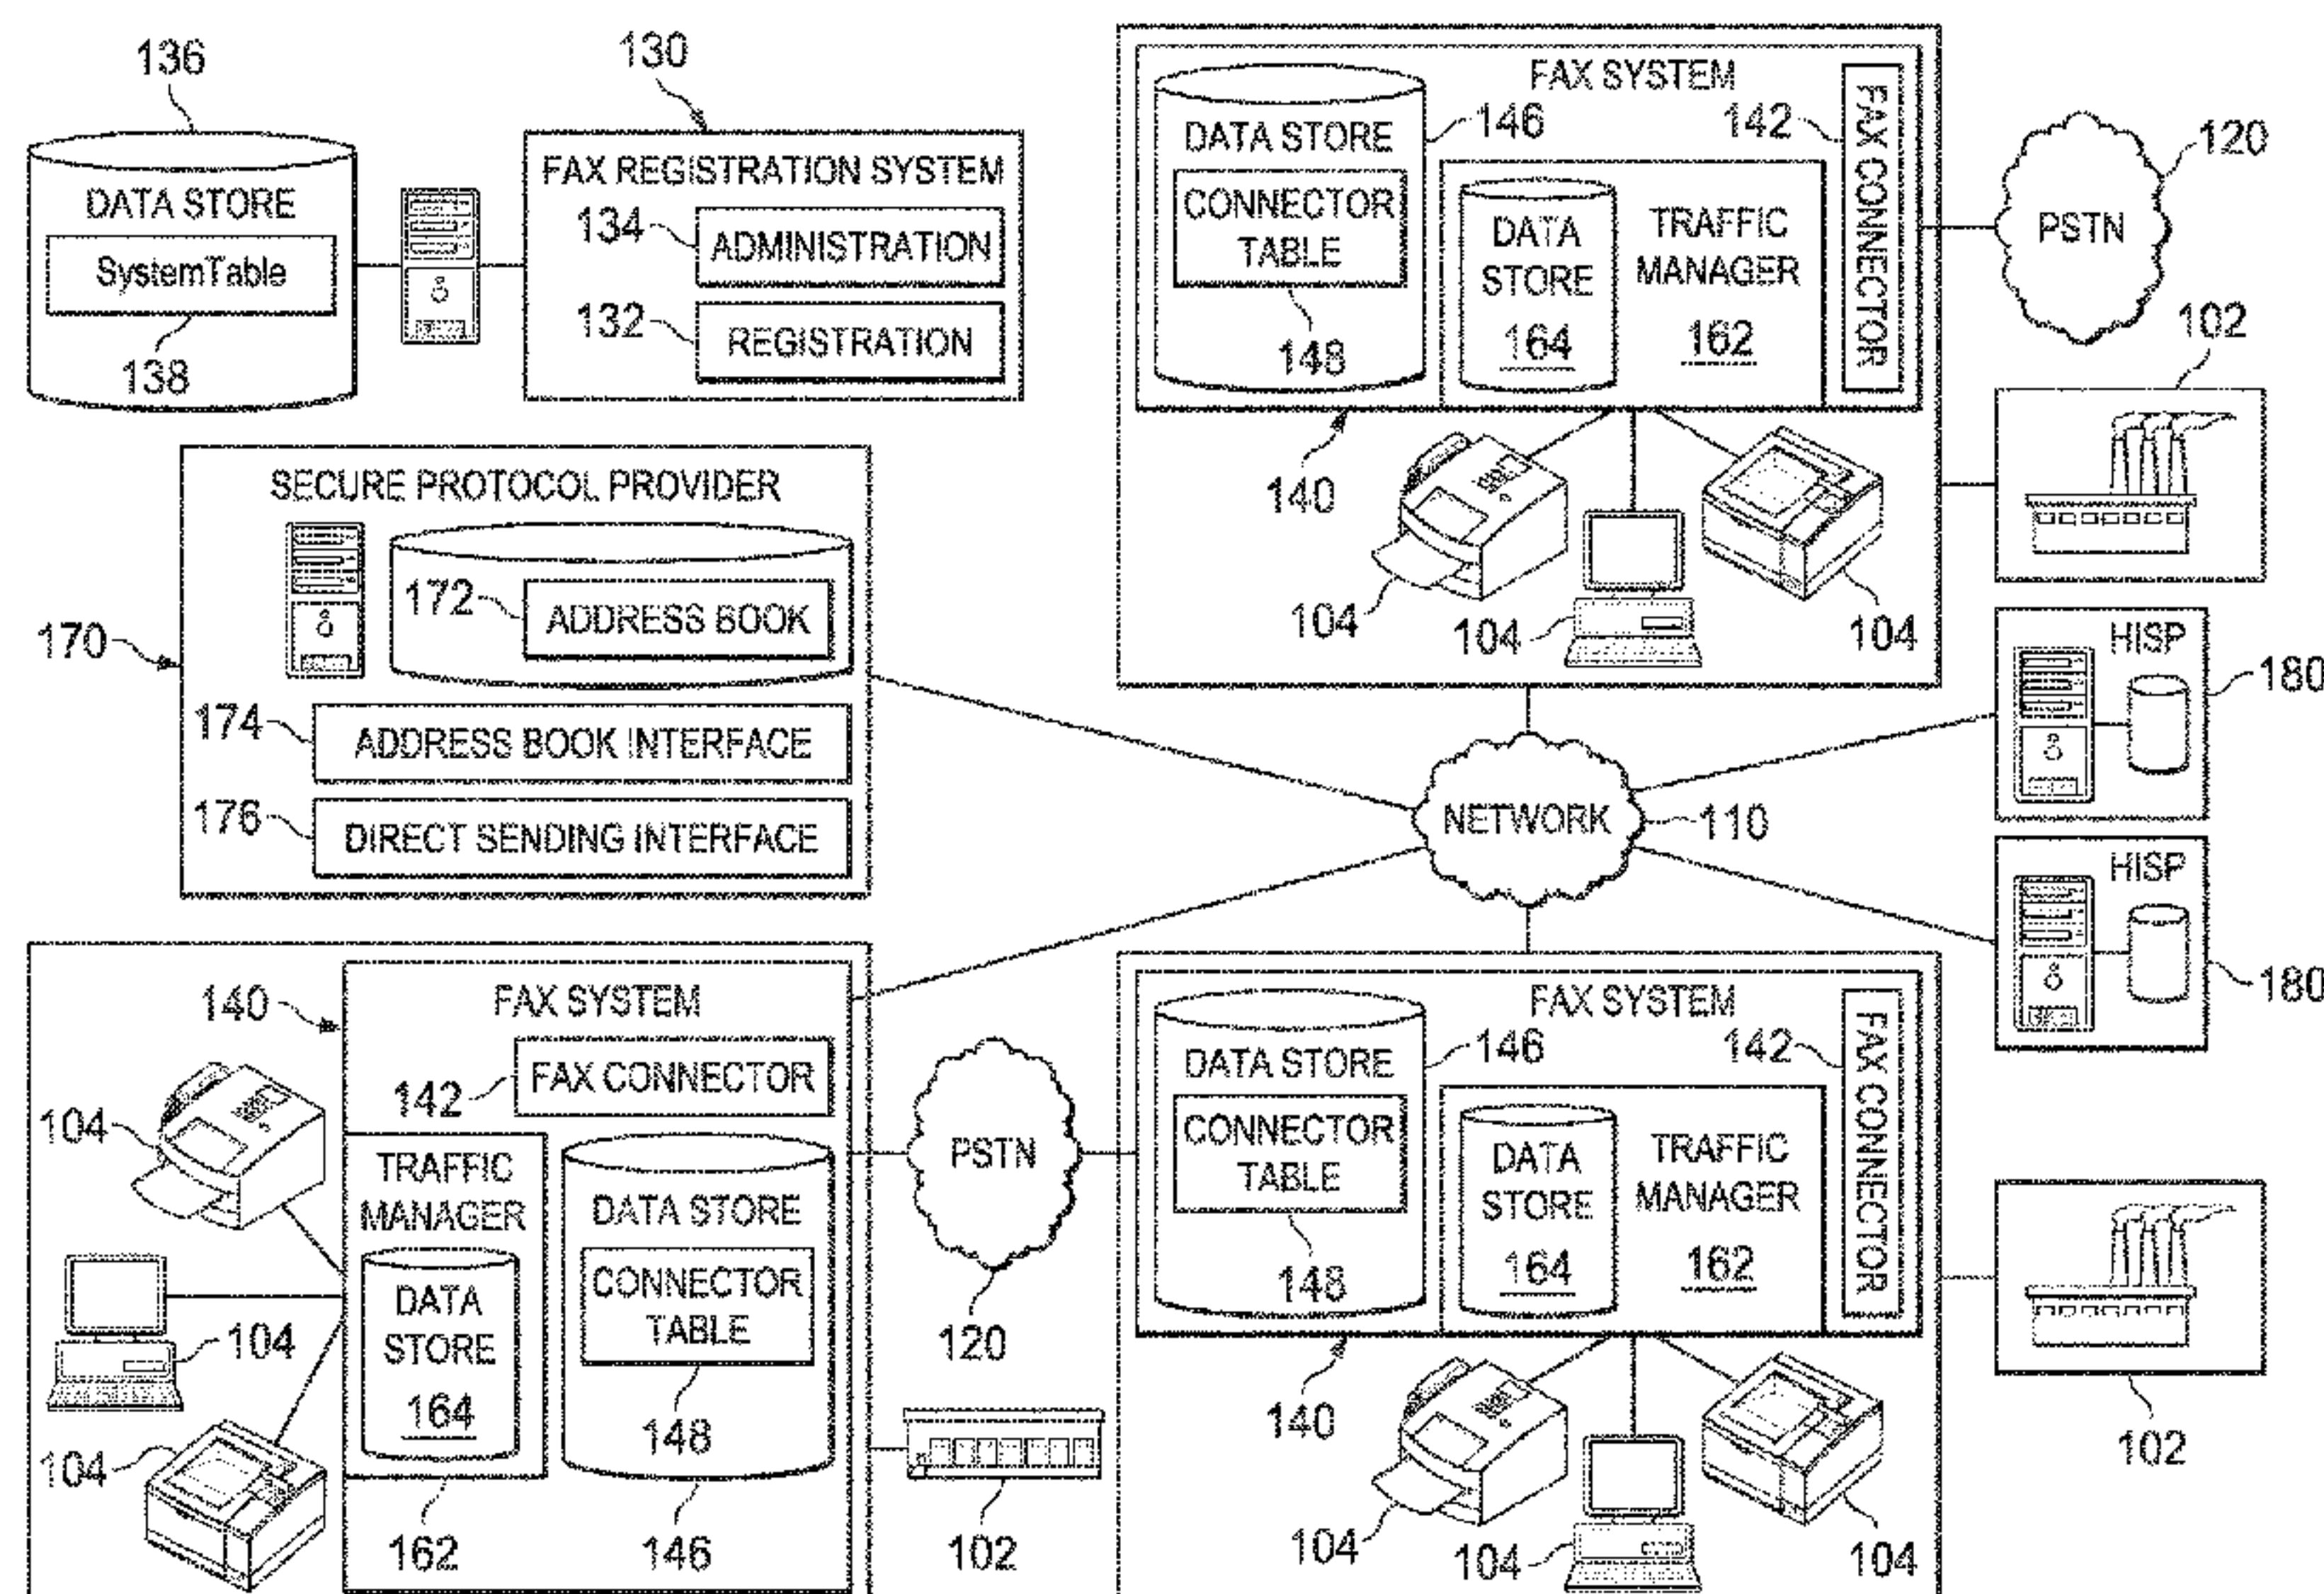 136
DATA STORE
SystemTable
138
130
FAX REGISTRATION SYSTEM
134
ADMINISTRATION
132
REGISTRATION
FAX SYSTEM
DATA STORE
146
CONNECTOR
TABLE
148
DATA
STORE
164
TRAFFIC
MANAGER
162
142
FAX CONNECTOR
140
104
104
104
120
PSTN
102
SECURE PROTOCOL PROVIDER
172
ADDRESS BOOK
170
174
ADDRESS BOOK INTERFACE
176
DIRECT SENDING INTERFACE
NETWORK
110
HISP
180
HISP
180
140
FAX SYSTEM
142
FAX CONNECTOR
104
TRAFFIC
MANAGER
DATA
STORE
164
162
DATA STORE
CONNECTOR
TABLE
148
146
104
104
PSTN
120
102
FAX SYSTEM
DATA STORE
146
CONNECTOR
TABLE
148
DATA
STORE
164
TRAFFIC
MANAGER
162
142
FAX CONNECTOR
140
104
104
104
102